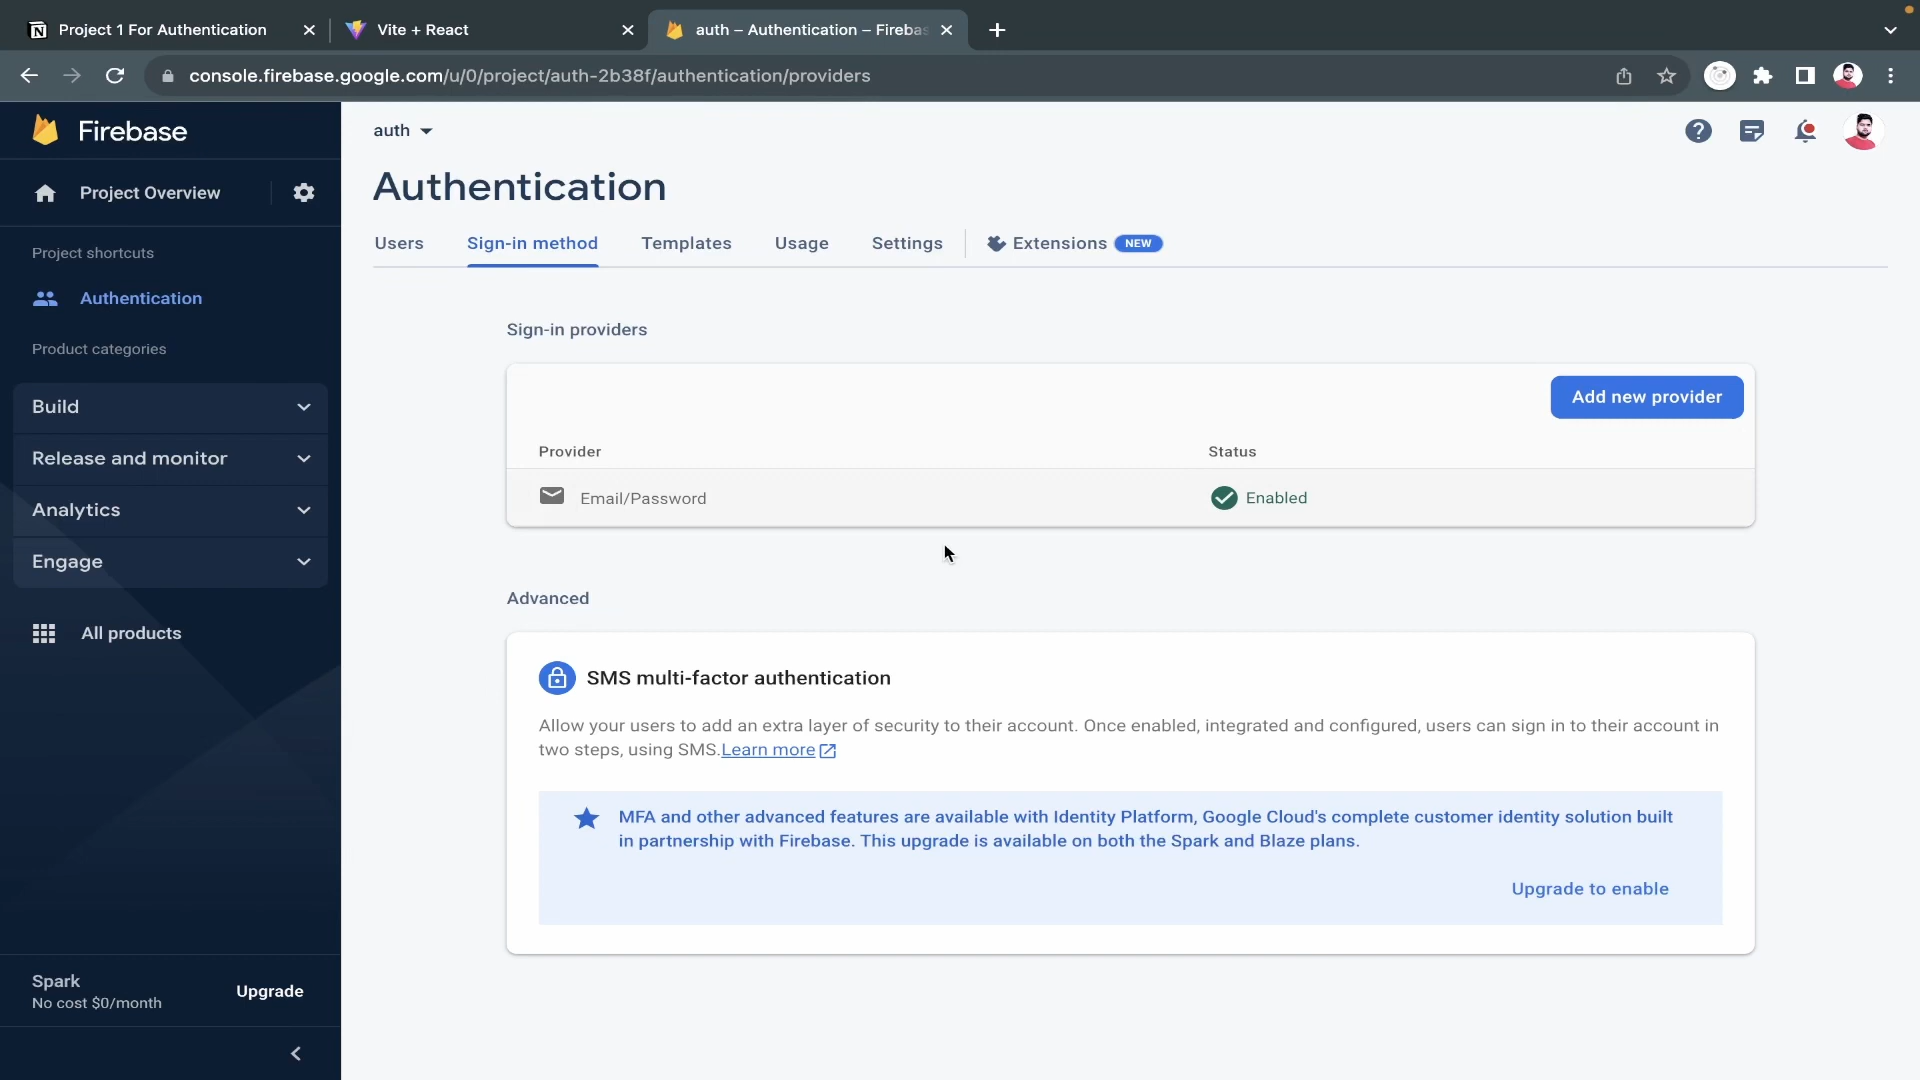 Project 1 For Authentication
Vite + React
auth – Authentication – Fireba
console.firebase.google.com/u/0/project/auth-2b38f/authentication/providers
Firebase
Project Overview
Project shortcuts
Authentication
Product categories
Build
Release and monitor
Analytics
Engage
All products
Spark
No cost $0/month
Upgrade
auth
Authentication
Users
Sign-in method
Templates
Usage
Settings
Extensions NEW
Sign-in providers
Add new provider
Provider Status
Email/Password Enabled
Advanced
SMS multi-factor authentication
Allow your users to add an extra layer of security to their account. Once enabled, integrated and configured, users can sign in to their account in
two steps, using SMS.Learn more
MFA and other advanced features are available with Identity Platform, Google Cloud's complete customer identity solution built
in partnership with Firebase. This upgrade is available on both the Spark and Blaze plans.
Upgrade to enable